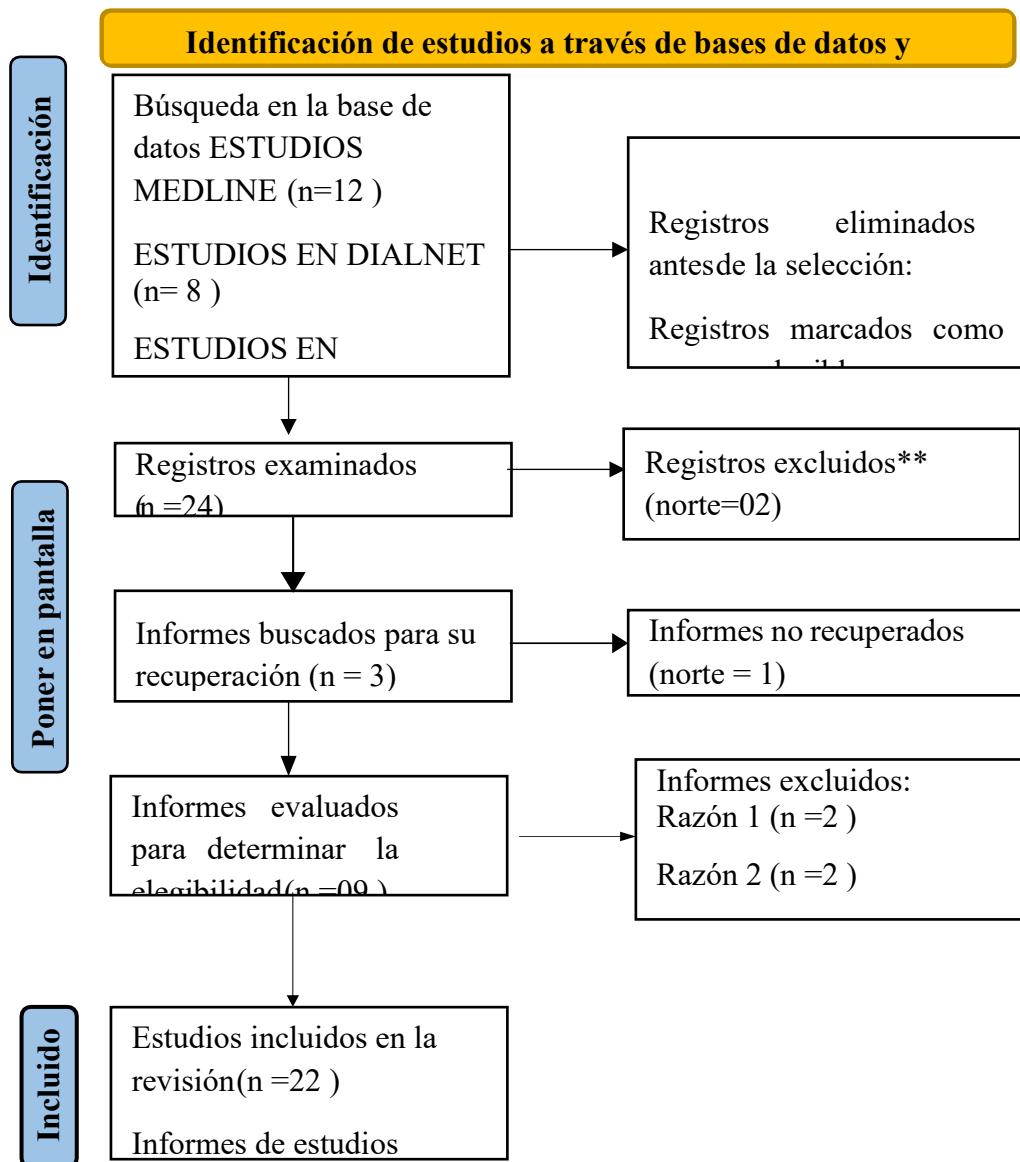 Identificación de estudios a través de bases de datos y
Identificación
Búsqueda en la base de
datos ESTUDIOS
MEDLINE (n=12 )
ESTUDIOS EN DIALNET
(n= 8 )
ESTUDIOS EN
Registros eliminados
antesde la selección:
Registros marcados como
Poner en pantalla
Registros examinados
(n =24)
Registros excluidos**
(norte=02)
Informes buscados para su
recuperación (n = 3)
Informes no recuperados
(norte = 1)
Informes evaluados
para determinar la
elegibilidad(n =09 )
Informes excluidos:
Razón 1 (n =2 )
Razón 2 (n =2 )
Incluido
Estudios incluidos en la
revisión(n =22 )
Informes de estudios